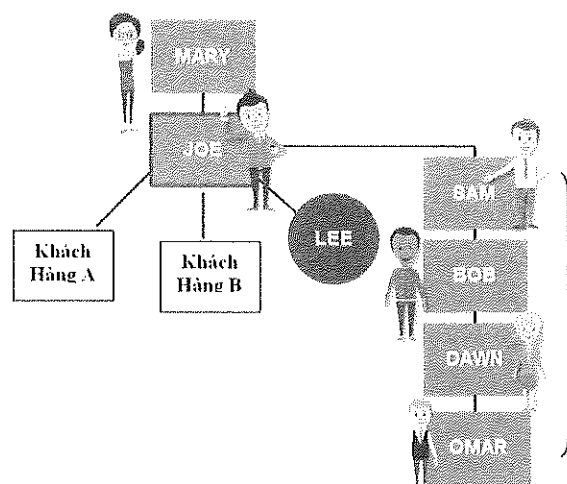 MARY
JOE
SAM
LEE
Khách
Hàng A
Khách
Hàng B
BOB
DAWN
OMAR